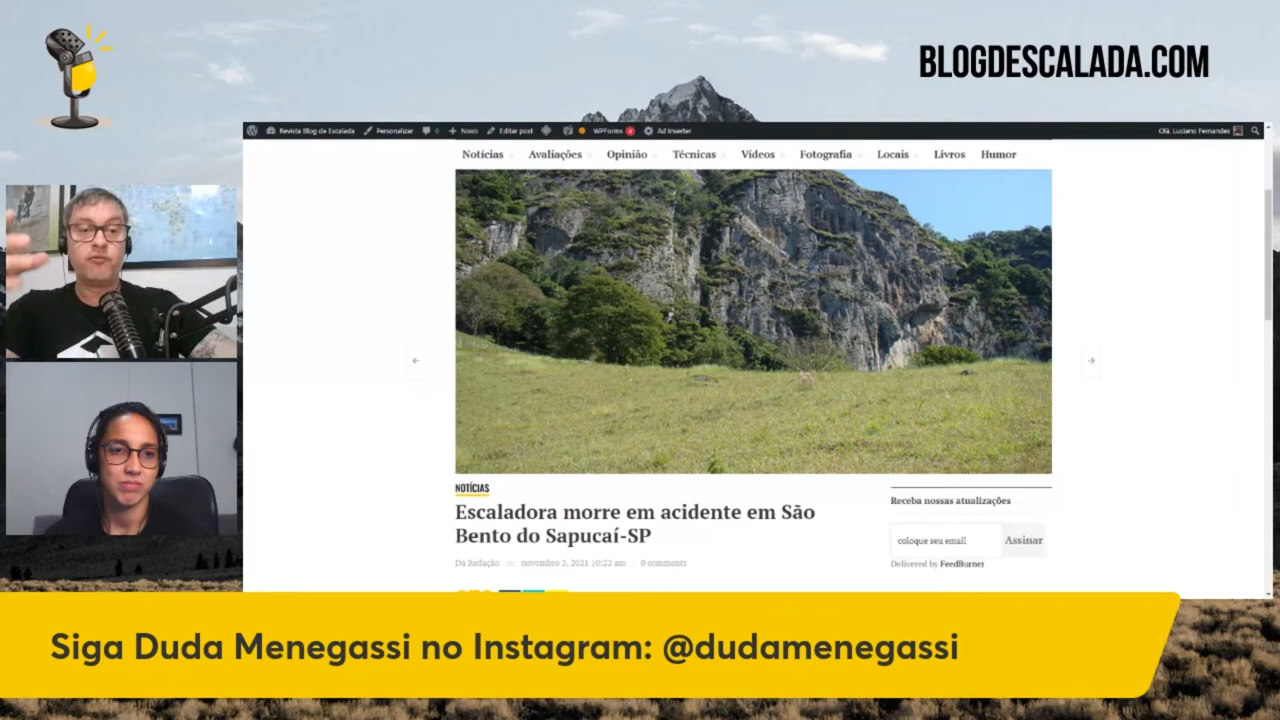 BLOGDESCALADA.COM
Revista Blog de Escalada Personalizar 0 Novo Editar post WPForms Ad Inserter Olá, Luciano Fernandes
Notícias Avaliações Opinião Técnicas Vídeos Fotografia Locais Livros Humor
NOTÍCIAS
Escaladora morre em acidente em São
Bento do Sapucaí-SP
Da Redação on novembro 3, 2021 10:22 am 0 comments
Receba nossas atualizações
coloque seu email Assinar
Delivered by FeedBurner
Siga Duda Menegassi no Instagram: @dudamenegassi